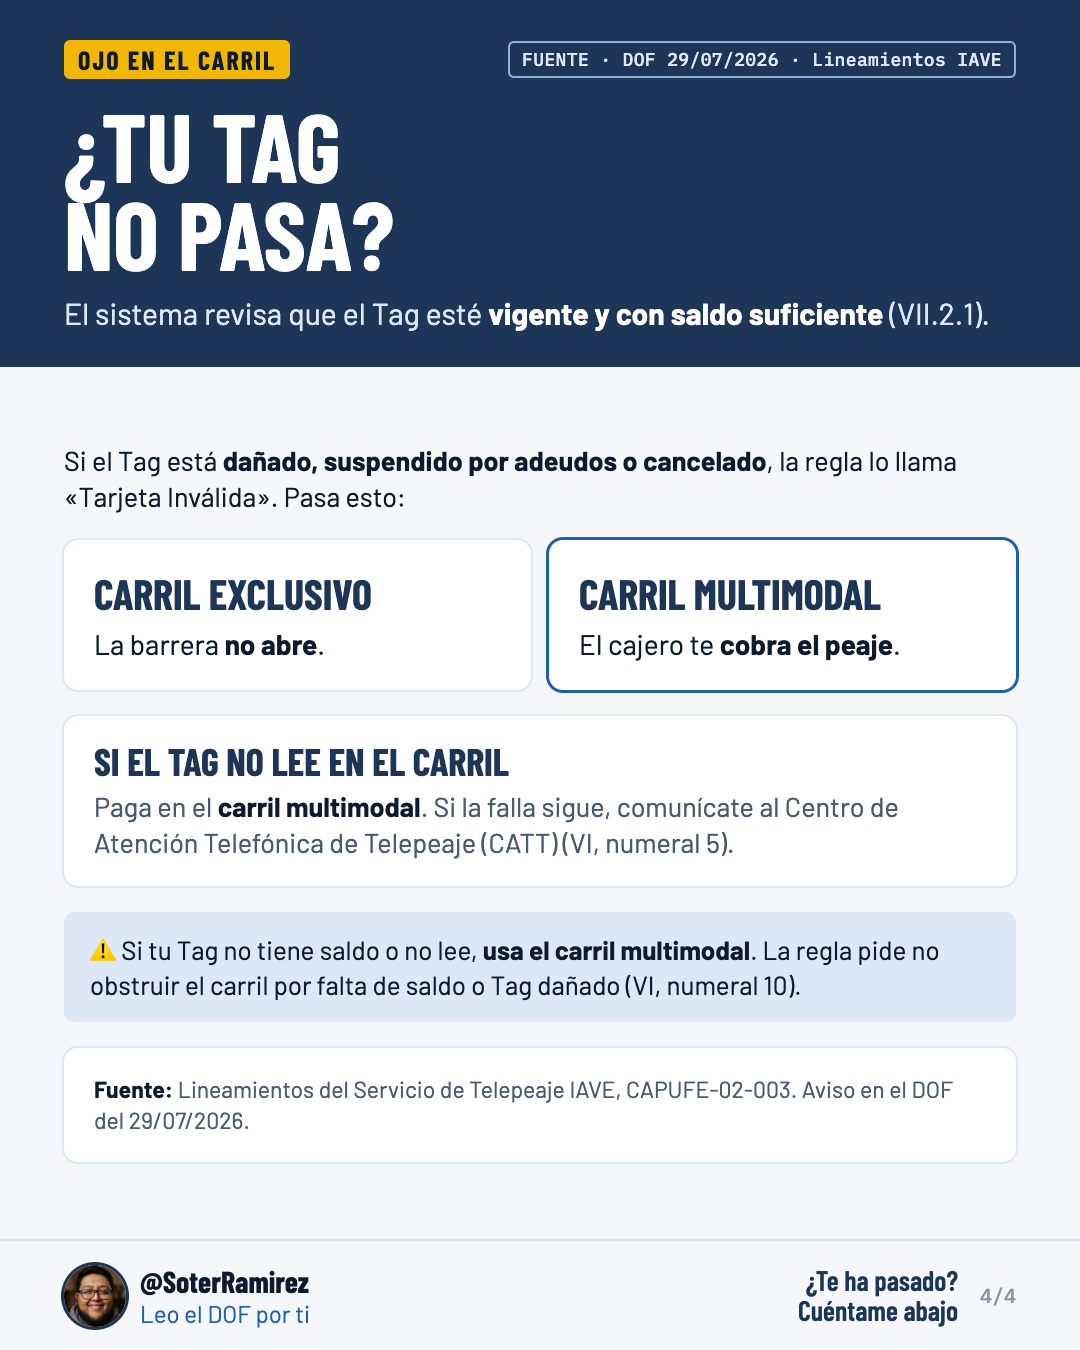 OJO EN EL CARRIL
FUENTE · DOF 29/07/2026 · Lineamientos IAVE
¿TU TAG
NO PASA?
El sistema revisa que el Tag esté vigente y con saldo suficiente (VII.2.1).
Si el Tag está dañado, suspendido por adeudos o cancelado, la regla lo llama
«Tarjeta Inválida». Pasa esto:
CARRIL EXCLUSIVO
La barrera no abre.
CARRIL MULTIMODAL
El cajero te cobra el peaje.
SI EL TAG NO LEE EN EL CARRIL
Paga en el carril multimodal. Si la falla sigue, comunícate al Centro de
Atención Telefónica de Telepeaje (CATT) (VI, numeral 5).
⚠️ Si tu Tag no tiene saldo o no lee, usa el carril multimodal. La regla pide no
obstruir el carril por falta de saldo o Tag dañado (VI, numeral 10).
Fuente: Lineamientos del Servicio de Telepeaje IAVE, CAPUFE-02-003. Aviso en el DOF
del 29/07/2026.
@SoterRamirez
Leo el DOF por ti
¿Te ha pasado?
Cuéntame abajo
4/4